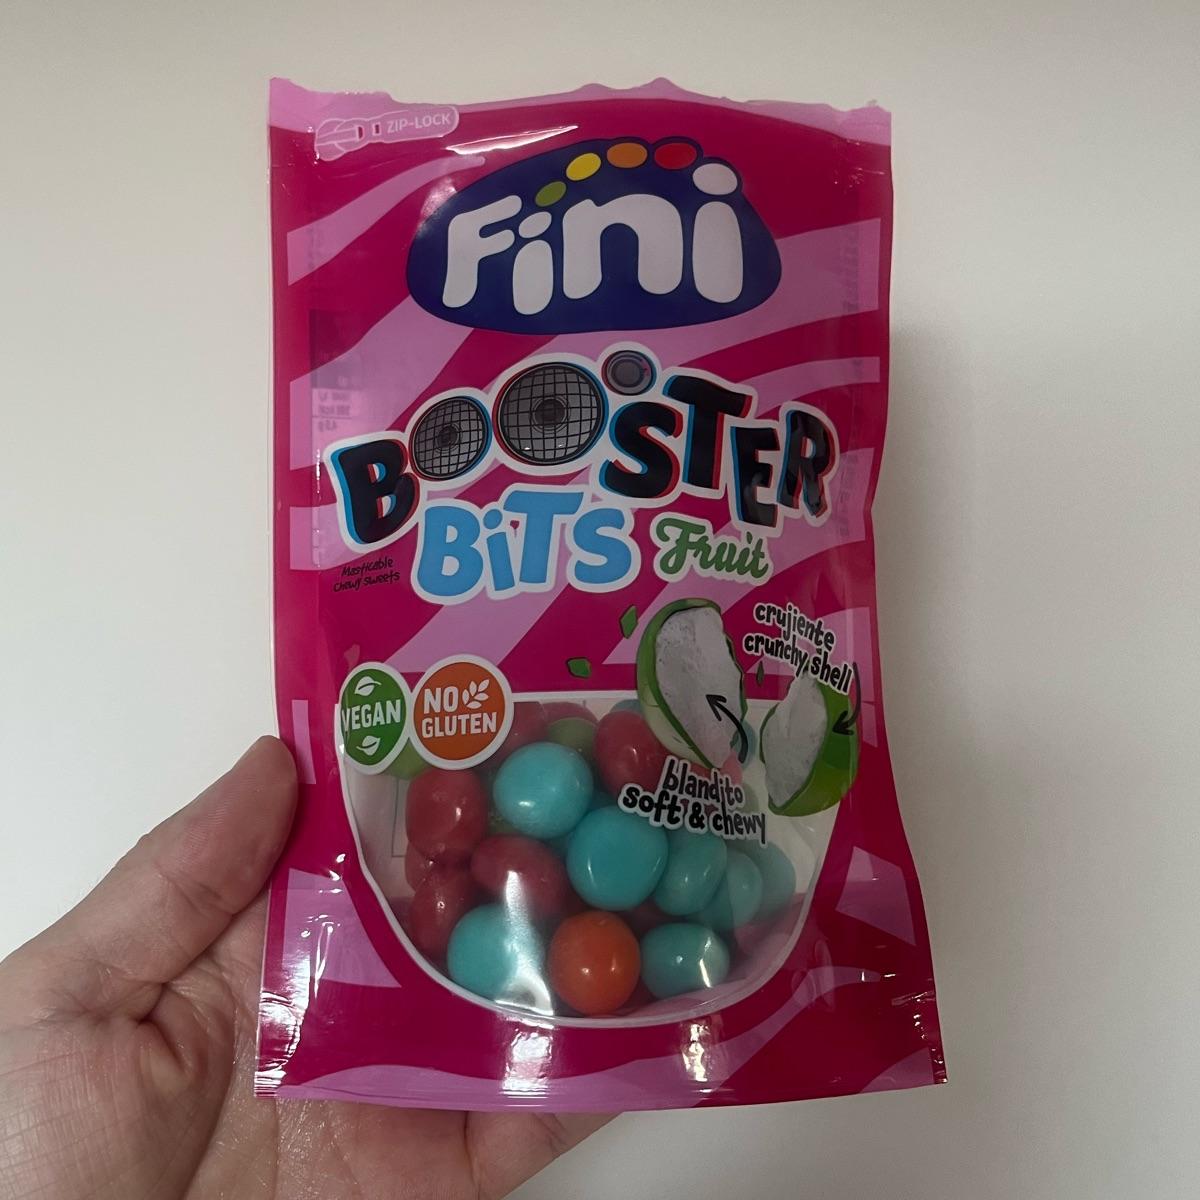 ZIP-LOCK
Fini
BOOSTER
BiTS Fruit
Masticable
Chewy sweets
crujiente
crunchy shell
VEGAN
NO
GLUTEN
blandito
soft & chewy